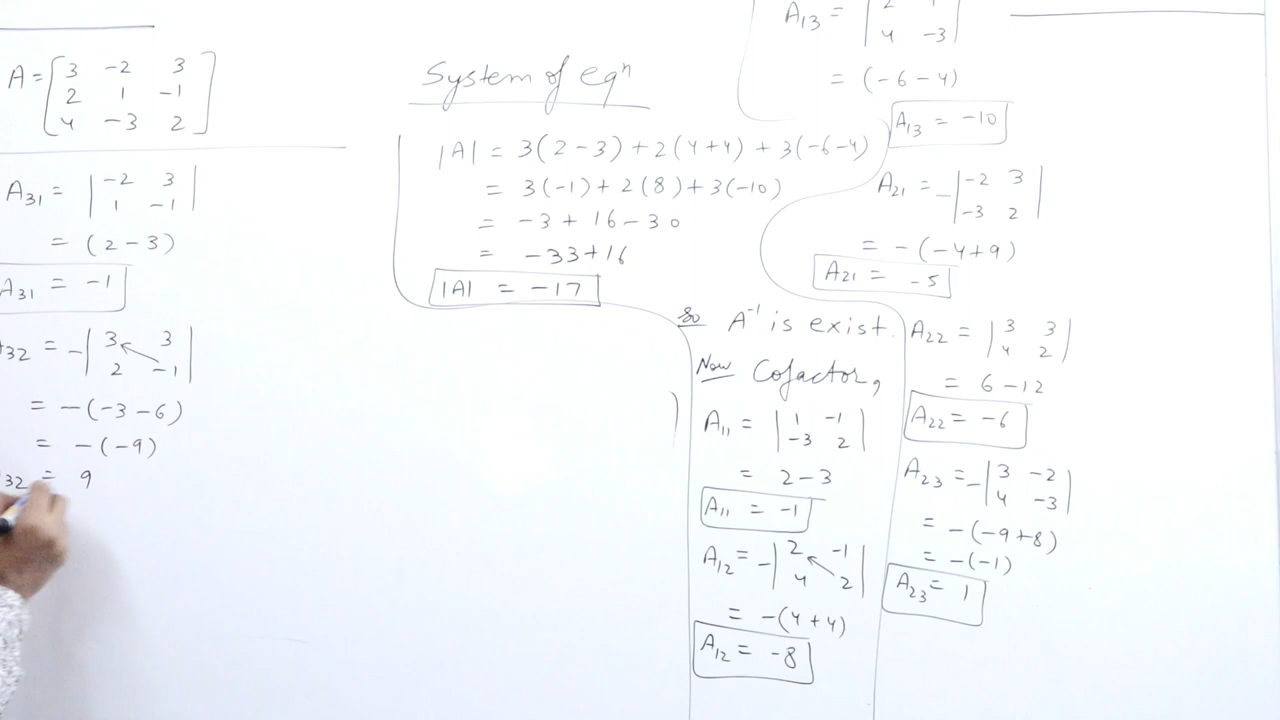 A = [3 -2 3
2 1 -1
4 -3 2]
A₃₁ = |-2 3
1 -1|
= (2-3)
A₃₁ = -1
32 = -|3 3
2 -1|
= -(-3-6)
= -(-9)
32 = 9
System of eqⁿ
|A| = 3(2-3)+2(4+4)+3(-6-4)
= 3(-1)+2(8)+3(-10)
= -3+16-30
= -33+16
|A| = -17
So A⁻¹ is exist.
Now Cofactor,
A₁₁ = |1 -1
-3 2|
= 2-3
A₁₁ = -1
A₁₂ = -|2 -1
4 2|
= -(4+4)
A₁₂ = -8
A₁₃ = |2 1
4 -3|
= (-6-4)
A₁₃ = -10
A₂₁ = -|-2 3
-3 2|
= -(-4+9)
A₂₁ = -5
A₂₂ = |3 3
4 2|
= 6-12
A₂₂ = -6
A₂₃ = -|3 -2
4 -3|
= -(-9+8)
= -(-1)
A₂₃ = 1